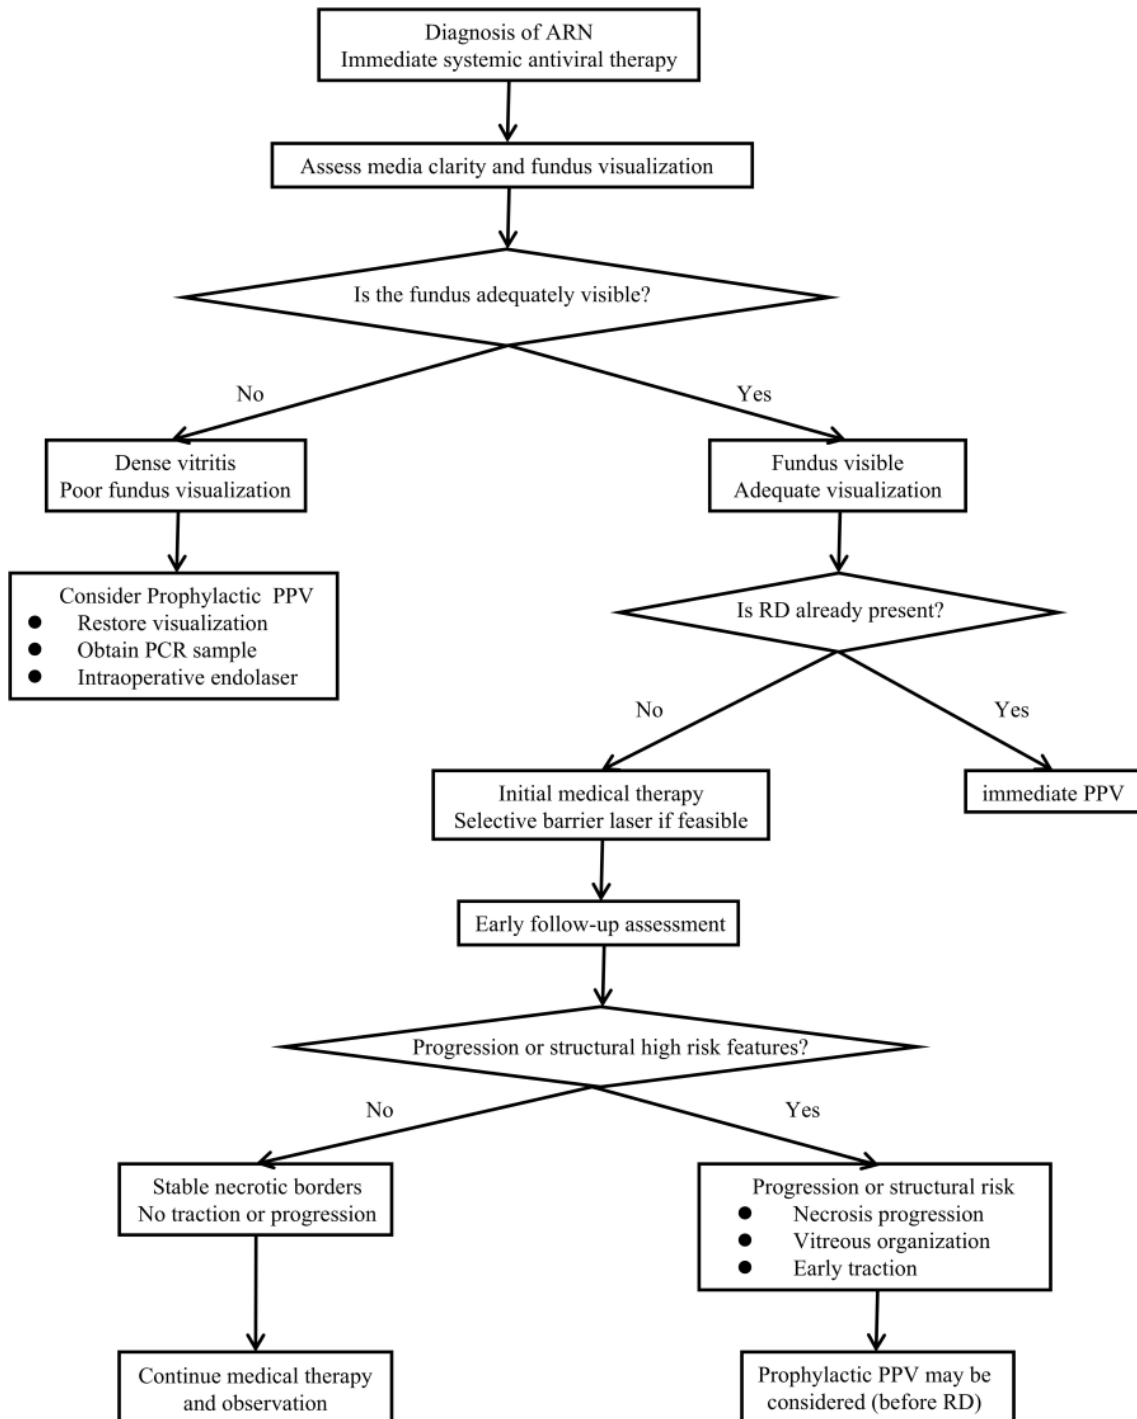 Diagnosis of ARN
Immediate systemic antiviral therapy
Assess media clarity and fundus visualization
Is the fundus adequately visible?
No
Yes
Dense vitritis
Poor fundus visualization
Fundus visible
Adequate visualization
Consider Prophylactic PPV
● Restore visualization
● Obtain PCR sample
● Intraoperative endolaser
Is RD already present?
No
Yes
Initial medical therapy
Selective barrier laser if feasible
immediate PPV
Early follow-up assessment
Progression or structural high risk features?
No
Yes
Stable necrotic borders
No traction or progression
Progression or structural risk
● Necrosis progression
● Vitreous organization
● Early traction
Continue medical therapy
and observation
Prophylactic PPV may be
considered (before RD)